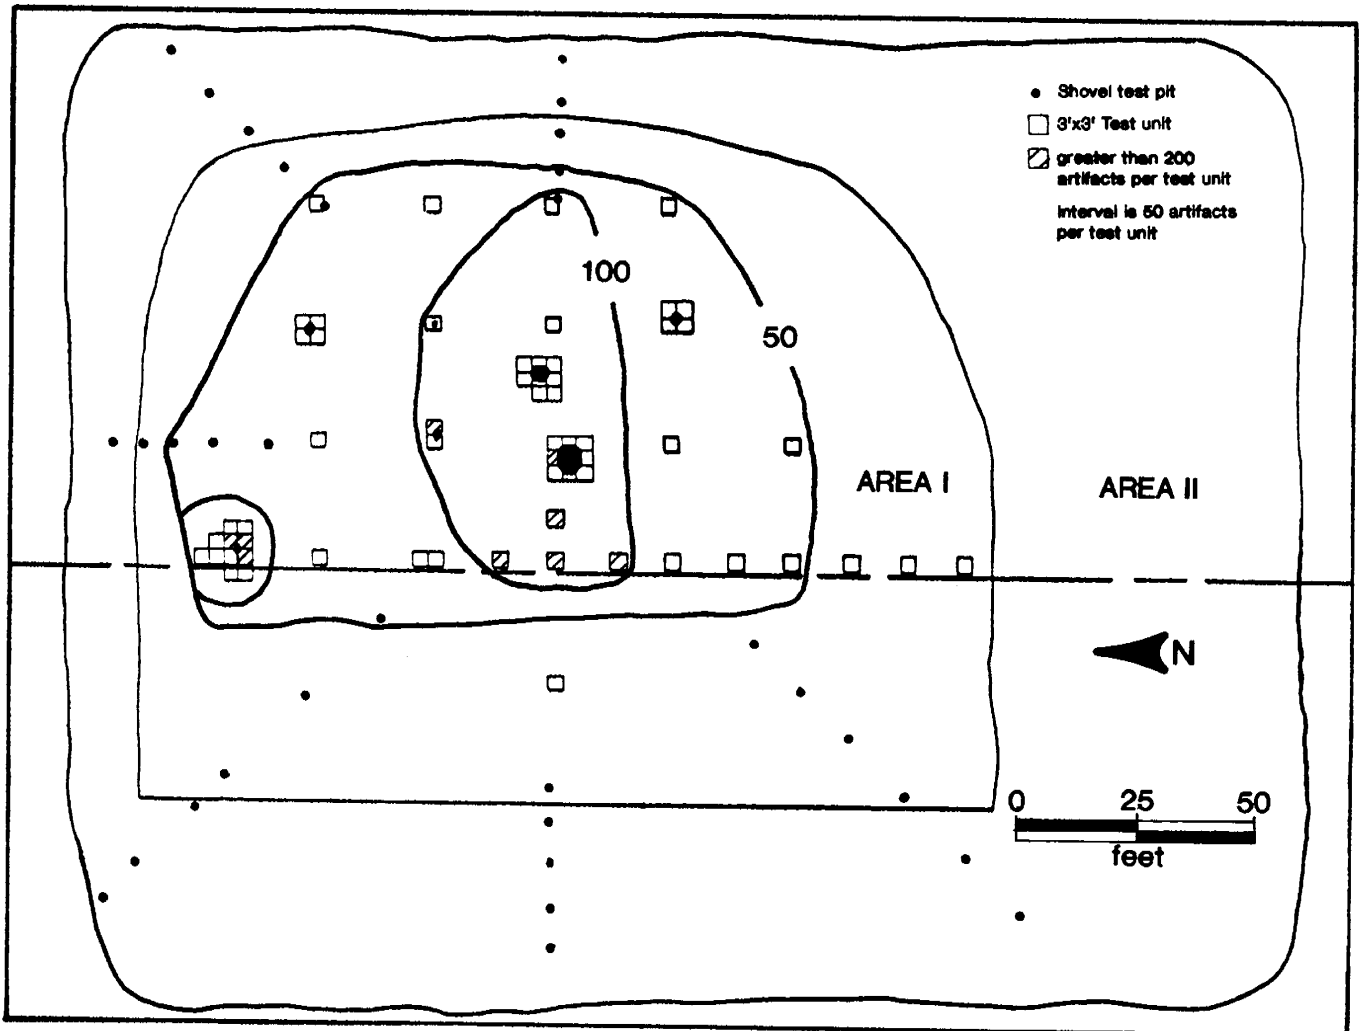 Shovel test pit
3'x3' Test unit
greater than 200
artifacts per test unit
Interval is 50 artifacts
per test unit
100
50
AREA I
AREA II
N
0 25 50
feet